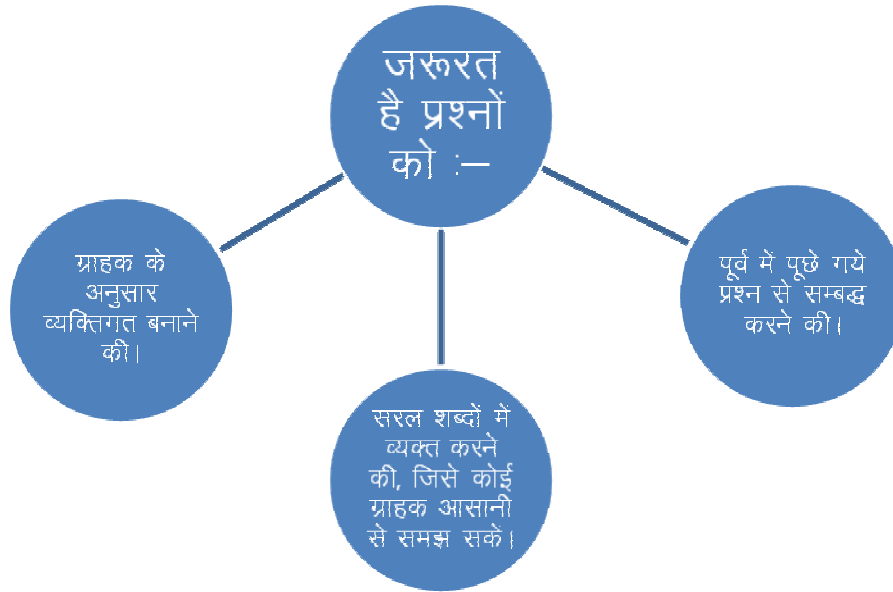 जरूरत
है प्रश्नों
को :–
ग्राहक के
अनुसार
व्यक्तिगत बनाने
की।
सरल शब्दों में
व्यक्त करने
की, जिसे कोई
ग्राहक आसानी
से समझ सकें।
पूर्व में पूछे गये
प्रश्न से सम्बद्ध
करने की।